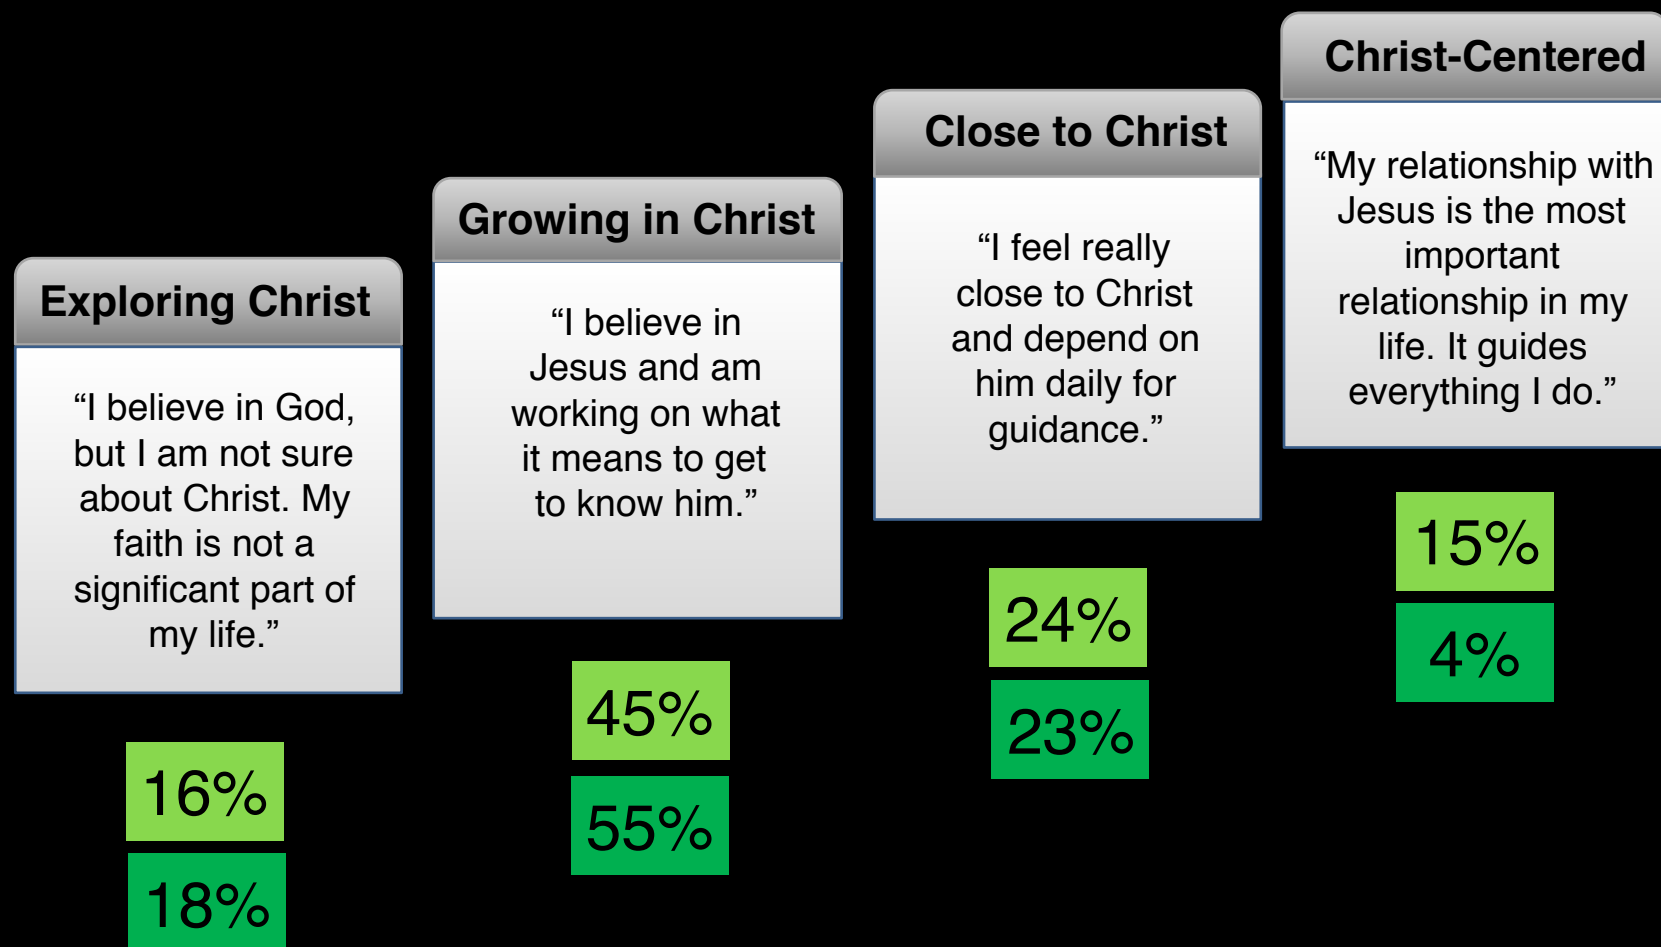 Exploring Christ
“I believe in God,
but I am not sure
about Christ. My
faith is not a
significant part of
my life.”
16%
18%
Growing in Christ
“I believe in
Jesus and am
working on what
it means to get
to know him.”
45%
55%
Close to Christ
“I feel really
close to Christ
and depend on
him daily for
guidance.”
24%
23%
Christ-Centered
“My relationship with
Jesus is the most
important
relationship in my
life. It guides
everything I do.”
15%
4%